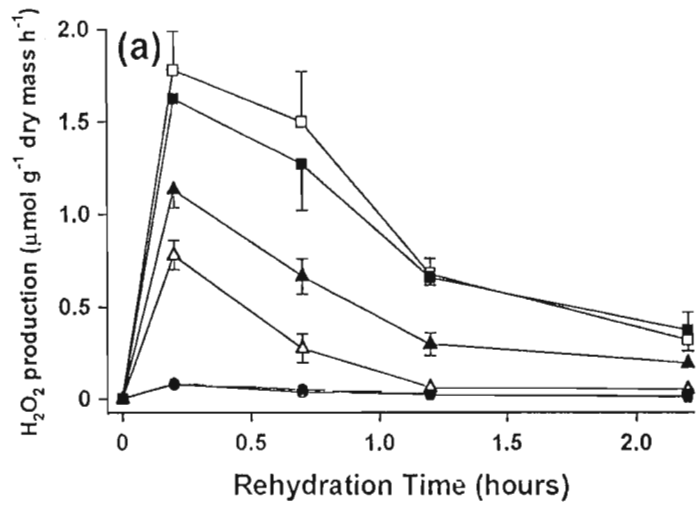 (a)
H₂O₂ production (μmol g⁻¹ dry mass h⁻¹)
2.0
1.5
1.0
0.5
0
0 0.5 1.0 1.5 2.0
Rehydration Time (hours)